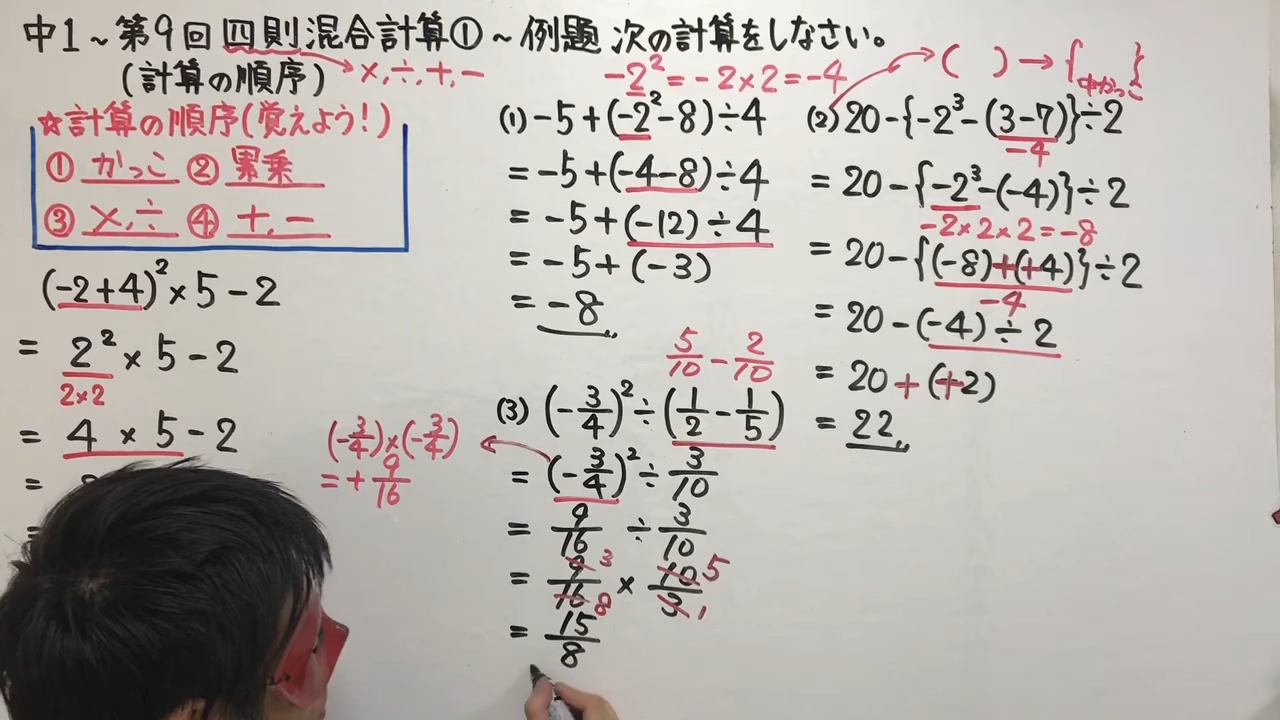 中1~第9回 四則混合計算①~例題 次の計算をしなさい。
(計算の順序)
×,÷,+,-
☆計算の順序(覚えよう!)
① かっこ ② 累乗
③ ×,÷ ④ +,-
(-2+4)²×5-2
= 2²×5-2
2×2
= 4×5-2
=
=
-2² = -2×2 = -4
(1) -5+(-2²-8)÷4
= -5+(-4-8)÷4
= -5+(-12)÷4
= -5+(-3)
= -8
( ) → { }
中かっこ
(2) 20-{-2³-(3-7)}÷2
-4
= 20-{-2³-(-4)}÷2
-2×2×2=-8
= 20-{(-8)+(+4)}÷2
-4
= 20-(-4)÷2
= 20+(+2)
= 22
5/10 - 2/10
(3) (-3/4)²÷(1/2-1/5)
= (-3/4)²÷3/10
(-3/4)×(-3/4)
= +9/16
= 9/16 ÷ 3/10
= 9/16 × 10/3
3 5
8 1
= 15/8